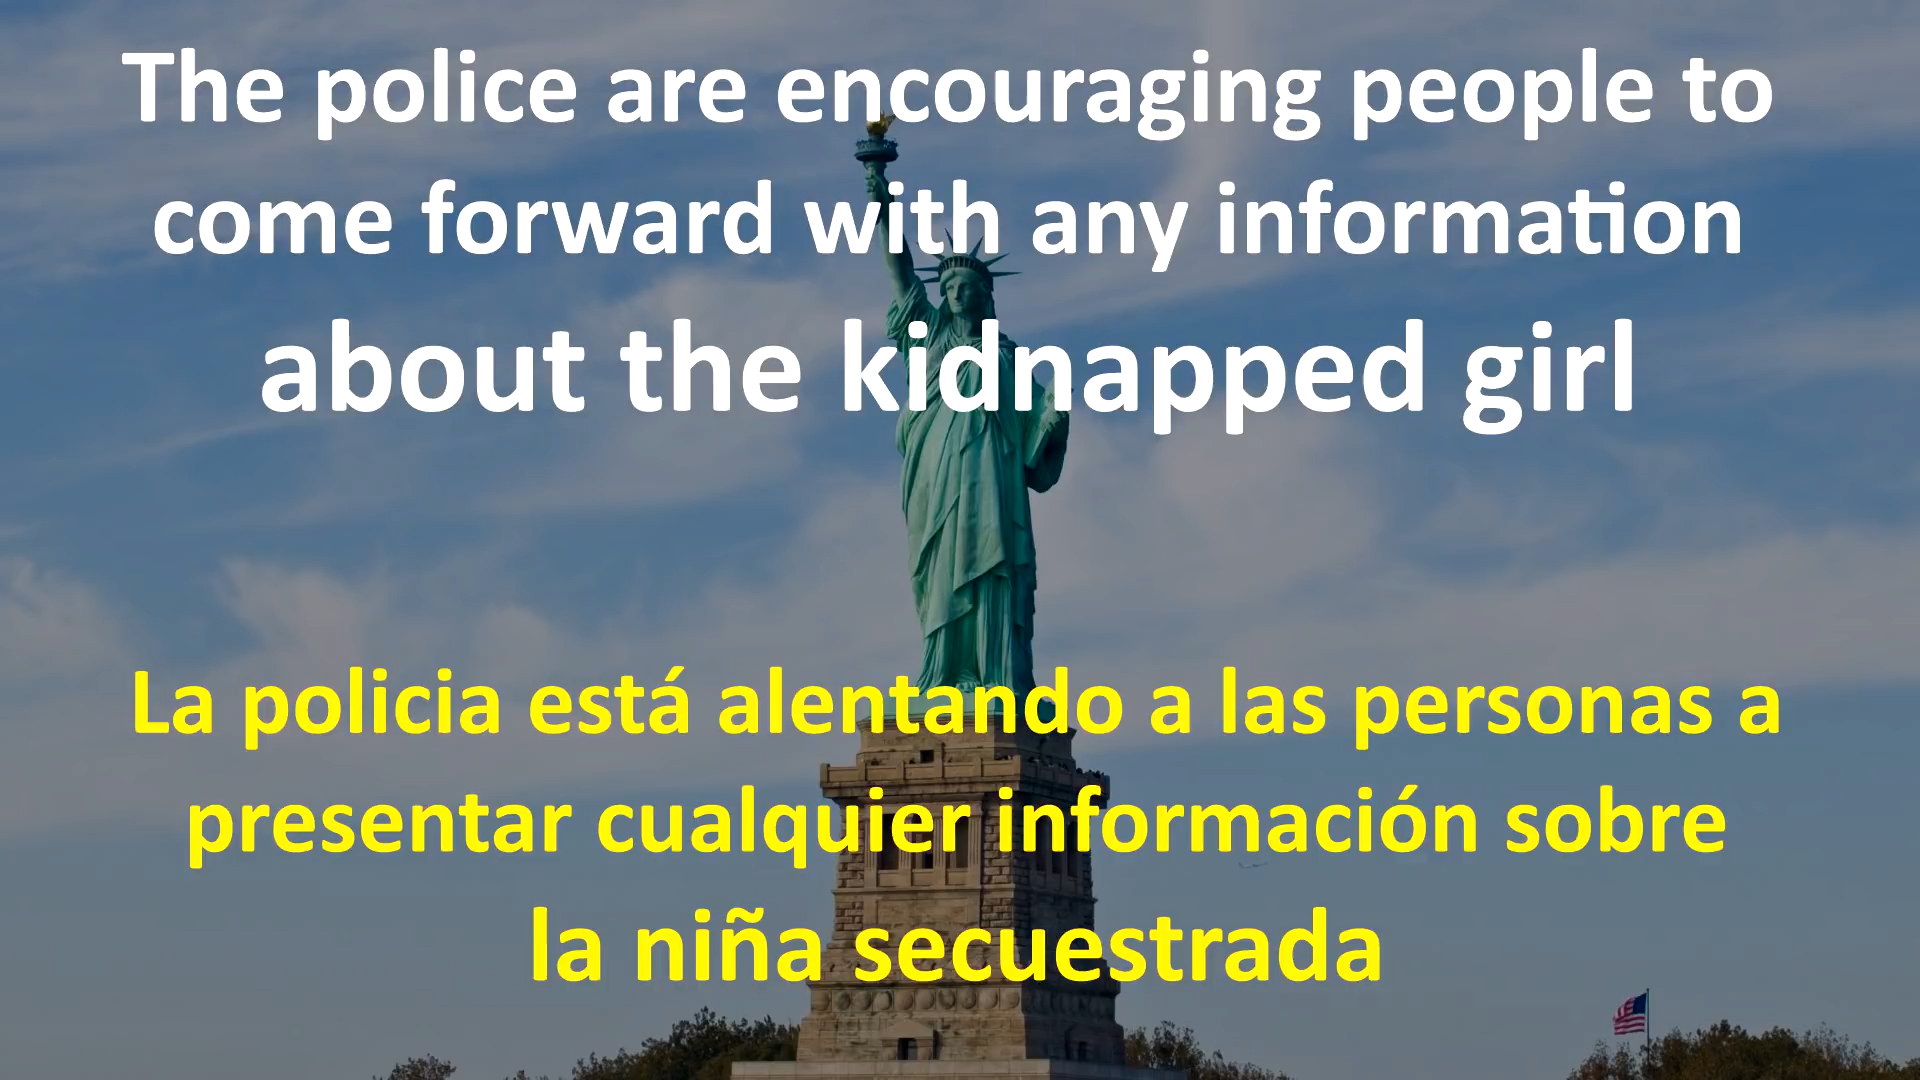 The police are encouraging people to
come forward with any information
about the kidnapped girl
La policia está alentando a las personas a
presentar cualquier información sobre
la niña secuestrada